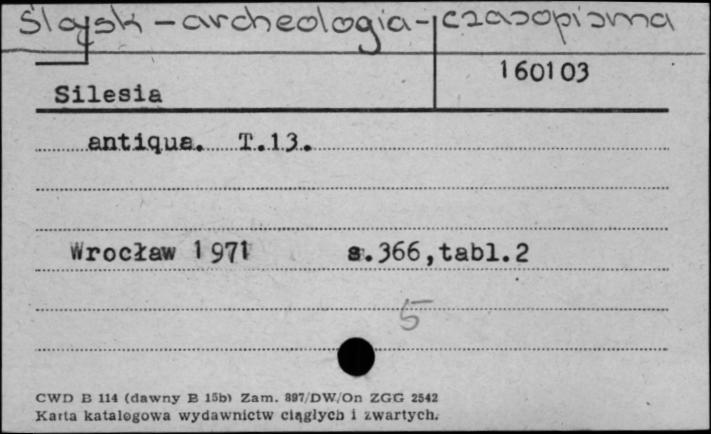 Śląsk - archeologia - czasopisma
160103
Silesia
antiqua. T.13.
Wrocław 1971 s.366,tabl.2
5
CWD B 114 (dawny B 15b) Zam. 897/DW/On ZGG 2542
Karta katalogowa wydawnictw ciągłych i zwartych.